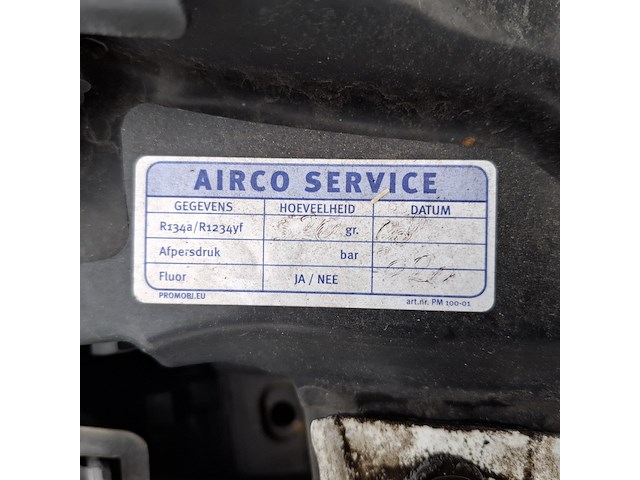 AIRCO SERVICE
GEGEVENS HOEVEELHEID DATUM
R134a/R1234yf gr.
Afpersdruk bar
Fluor JA / NEE
PROMOBJ.EU art.nr. PM 100-01